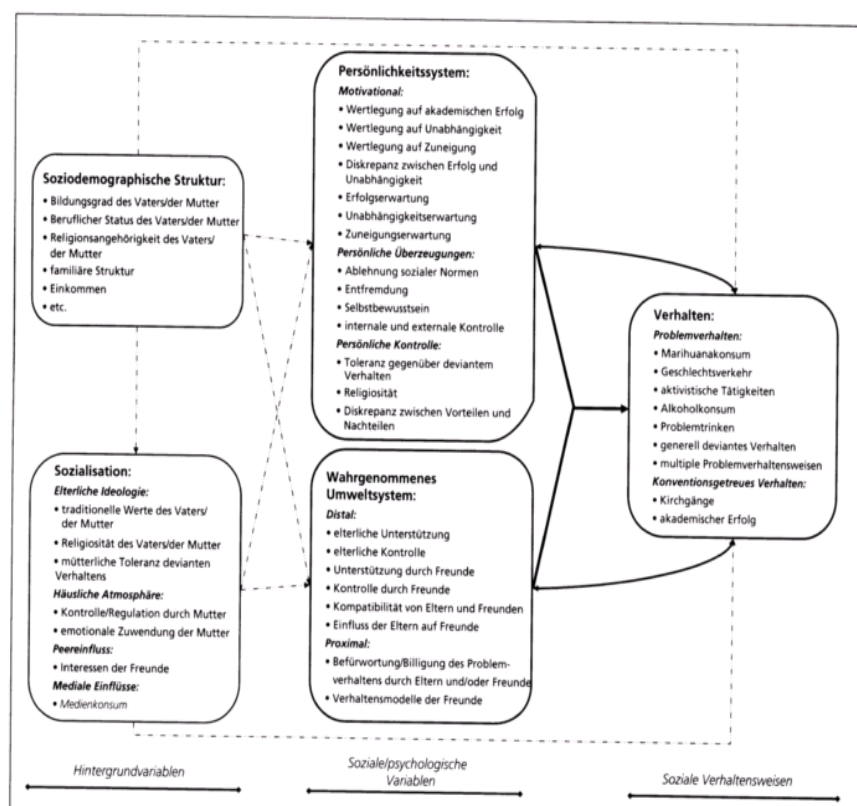 Soziodemographische Struktur:
• Bildungsgrad des Vaters/der Mutter
• Beruflicher Status des Vaters/der Mutter
• Religionsangehörigkeit des Vaters/
der Mutter
• familiäre Struktur
• Einkommen
• etc.
Sozialisation:
Elterliche Ideologie:
• traditionelle Werte des Vaters/
der Mutter
• Religiosität des Vaters/der Mutter
• mütterliche Toleranz devianten
Verhaltens
Häusliche Atmosphäre:
• Kontrolle/Regulation durch Mutter
• emotionale Zuwendung der Mutter
Peereinfluss:
• Interessen der Freunde
Mediale Einflüsse:
• Medienkonsum
Persönlichkeitssystem:
Motivational:
• Wertlegung auf akademischen Erfolg
• Wertlegung auf Unabhängigkeit
• Wertlegung auf Zuneigung
• Diskrepanz zwischen Erfolg und
Unabhängigkeit
• Erfolgserwartung
• Unabhängigkeitserwartung
• Zuneigungserwartung
Persönliche Überzeugungen:
• Ablehnung sozialer Normen
• Entfremdung
• Selbstbewusstsein
• internale und externale Kontrolle
Persönliche Kontrolle:
• Toleranz gegenüber deviantem
Verhalten
• Religiosität
• Diskrepanz zwischen Vorteilen und
Nachteilen
Wahrgenommenes
Umweltsystem:
Distal:
• elterliche Unterstützung
• elterliche Kontrolle
• Unterstützung durch Freunde
• Kontrolle durch Freunde
• Kompatibilität von Eltern und Freunden
• Einfluss der Eltern auf Freunde
Proximal:
• Befürwortung/Billigung des Problem-
verhaltens durch Eltern und/oder Freunde
• Verhaltensmodelle der Freunde
Verhalten:
Problemverhalten:
• Marihuanakonsum
• Geschlechtsverkehr
• aktivistische Tätigkeiten
• Alkoholkonsum
• Problemtrinken
• generell deviantes Verhalten
• multiple Problemverhaltensweisen
Konventionsgetreues Verhalten:
• Kirchgänge
• akademischer Erfolg
Hintergrundvariablen
Soziale/psychologische
Variablen
Soziale Verhaltensweisen